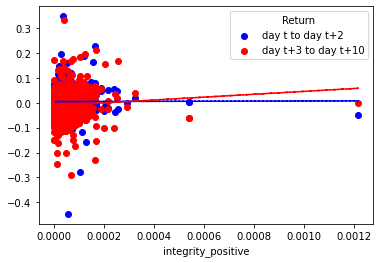 Return
day t to day t+2
day t+3 to day t+10
0.3
0.2
0.1
0.0
−0.1
−0.2
−0.3
−0.4
0.0000 0.0002 0.0004 0.0006 0.0008 0.0010 0.0012
integrity_positive